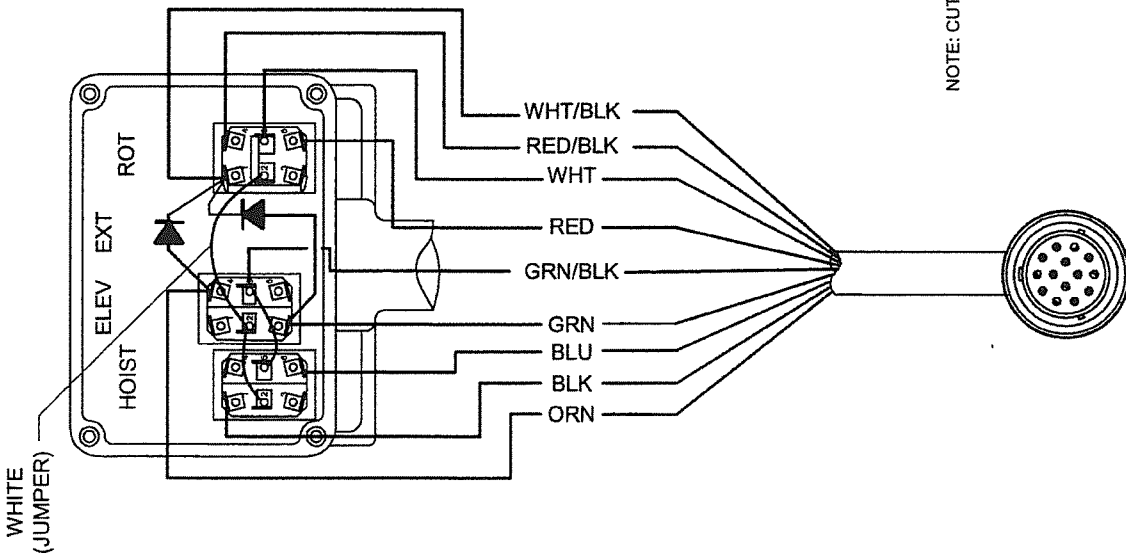 ROT
EXT
ELEV
HOIST
WHITE
(JUMPER)
WHT/BLK
RED/BLK
WHT
RED
GRN/BLK
GRN
BLU
BLK
ORN
NOTE: CUT